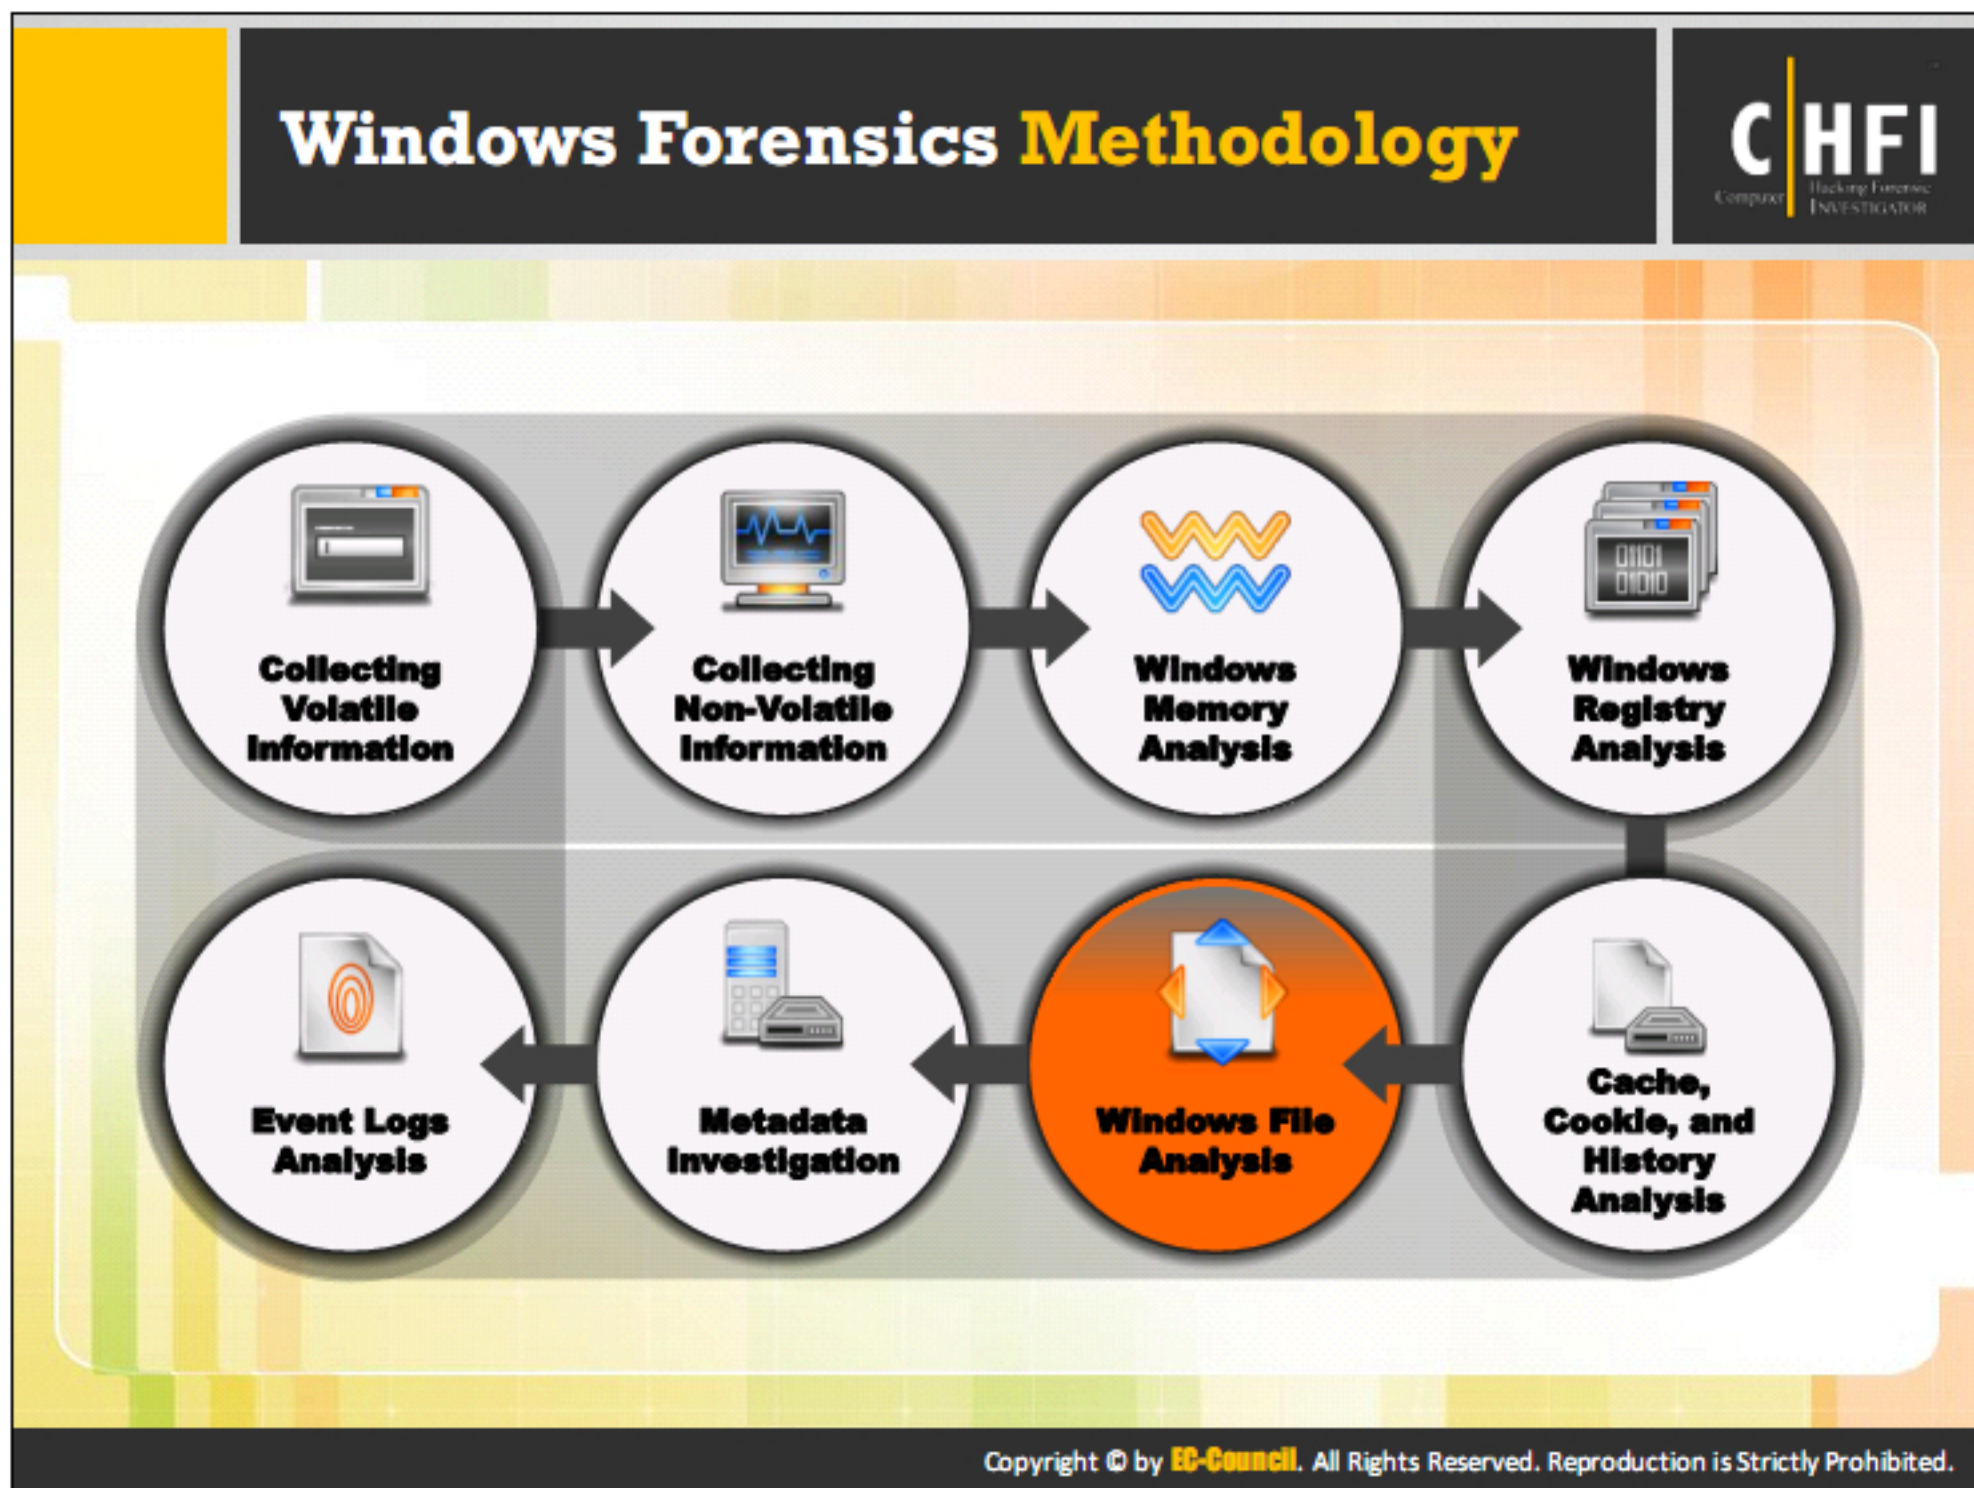 Windows Forensics Methodology
C HFI
Computer
Hacking Forensic
INVESTIGATOR
01101
01010
Collecting
Volatile
Information
Collecting
Non-Volatile
Information
Windows
Memory
Analysis
Windows
Registry
Analysis
Event Logs
Analysis
Metadata
Investigation
Windows File
Analysis
Cache,
Cookie, and
History
Analysis
Copyright © by EC-Council. All Rights Reserved. Reproduction is Strictly Prohibited.